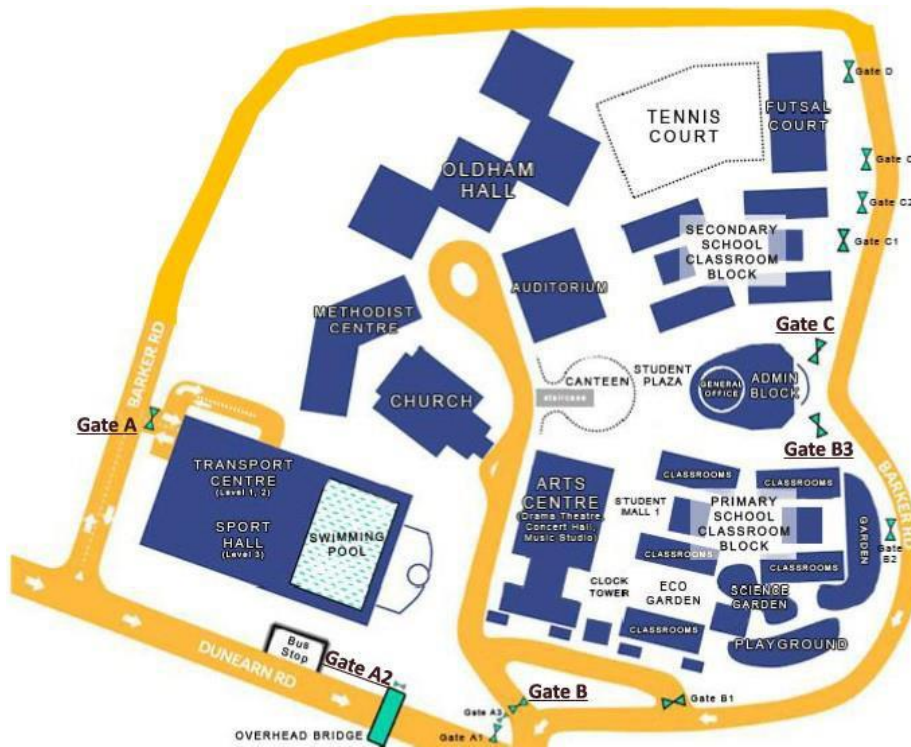 Gate D
TENNIS
COURT
FUTSAL
COURT
OLDHAM
HALL
Gate C
Gate C2
SECONDARY
SCHOOL
CLASSROOM
BLOCK
Gate C1
AUDITORIUM
METHODIST
CENTRE
Gate C
STUDENT
PLAZA
CANTEEN
staircase
GENERAL
OFFICE
ADMIN
BLOCK
CHURCH
BARKER RD
Gate A
Gate B3
TRANSPORT
CENTRE
(Level 1, 2)
SPORT
HALL
(Level 3)
SWIMMING
POOL
ARTS
CENTRE
(Drama Theatre,
Concert Hall,
Music Studio)
CLASSROOMS
CLASSROOMS
STUDENT
MALL 1
PRIMARY
SCHOOL
CLASSROOM
BLOCK
BARKER RD
GARDEN
Gate
B2
CLASSROOMS
CLASSROOMS
CLOCK
TOWER
ECO
GARDEN
SCIENCE
GARDEN
CLASSROOMS
PLAYGROUND
Bus
Stop
DUNEARN RD
Gate A2
Gate B
Gate B1
Gate A3
Gate A1
OVERHEAD BRIDGE